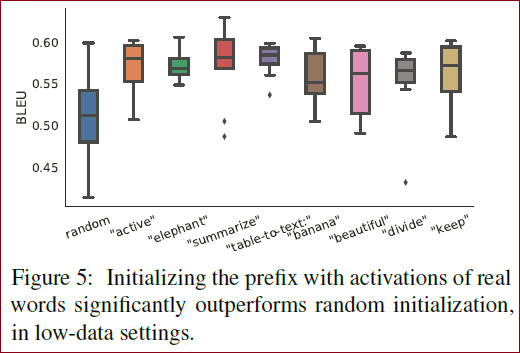 0.60
0.55
0.50
0.45
BLEU
random
"active"
"elephant"
"summarize"
"table-to-text:"
"banana"
"beautiful"
"divide"
"keep"
Figure 5: Initializing the prefix with activations of real
words significantly outperforms random initialization,
in low-data settings.